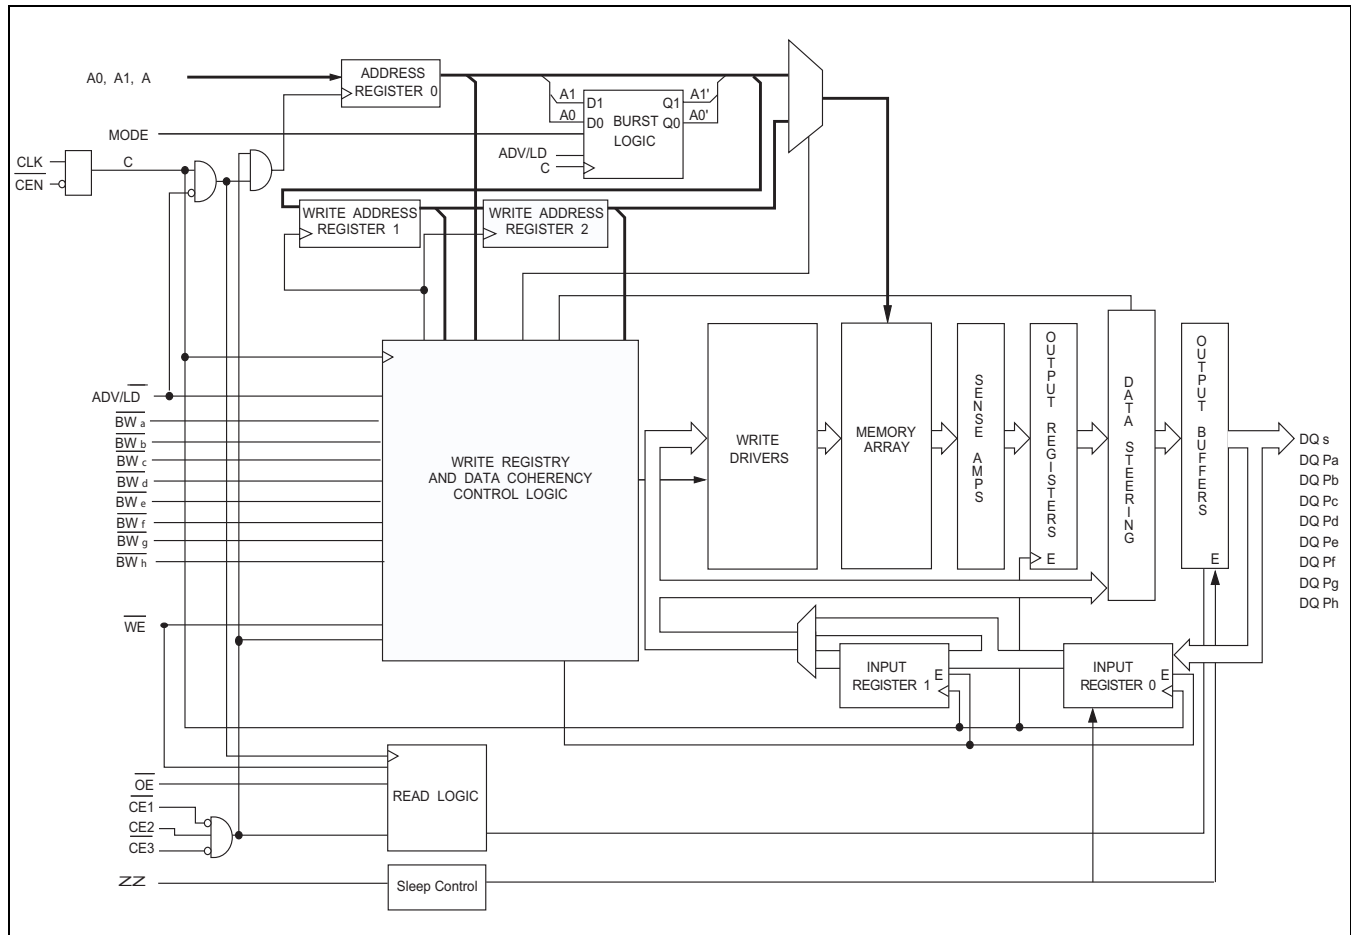 A0, A1, A
ADDRESS
REGISTER 0
MODE
A1
A0
D1
D0
BURST
LOGIC
Q1
Q0
A1'
A0'
ADV/LD
C
CLK
CEN
C
WRITE ADDRESS
REGISTER 1
WRITE ADDRESS
REGISTER 2
ADV/LD
BW a
BW b
BW c
BW d
BW e
BW f
BW g
BW h
WE
WRITE REGISTRY
AND DATA COHERENCY
CONTROL LOGIC
WRITE
DRIVERS
MEMORY
ARRAY
SENSE AMPS
OUTPUT REGISTERS
E
DATA STEERING
OUTPUT BUFFERS
E
DQ s
DQ Pa
DQ Pb
DQ Pc
DQ Pd
DQ Pe
DQ Pf
DQ Pg
DQ Ph
INPUT
REGISTER 1
E
INPUT
REGISTER 0
E
OE
CE1
CE2
CE3
READ LOGIC
ZZ
Sleep Control